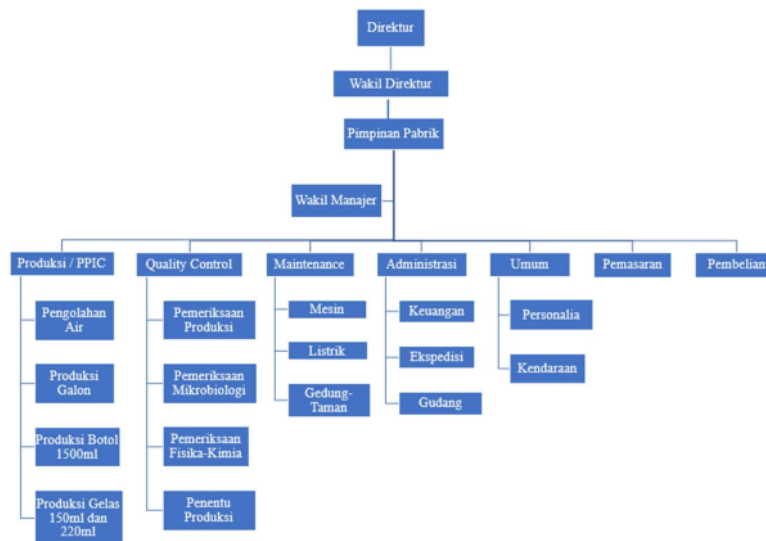 Direktur
Wakil Direktur
Pimpinan Pabrik
Wakil Manajer
Produksi / PPIC
Quality Control
Maintenance
Administrasi
Umum
Pemasaran
Pembelian
Pengolahan
Air
Produksi
Galon
Produksi Botol
1500ml
Produksi Gelas
150ml dan
220ml
Pemeriksaan
Produksi
Pemeriksaan
Mikrobiologi
Pemeriksaan
Fisika-Kimia
Penentu
Produksi
Mesin
Listrik
Gedung-
Taman
Keuangan
Ekspedisi
Gudang
Personalia
Kendaraan